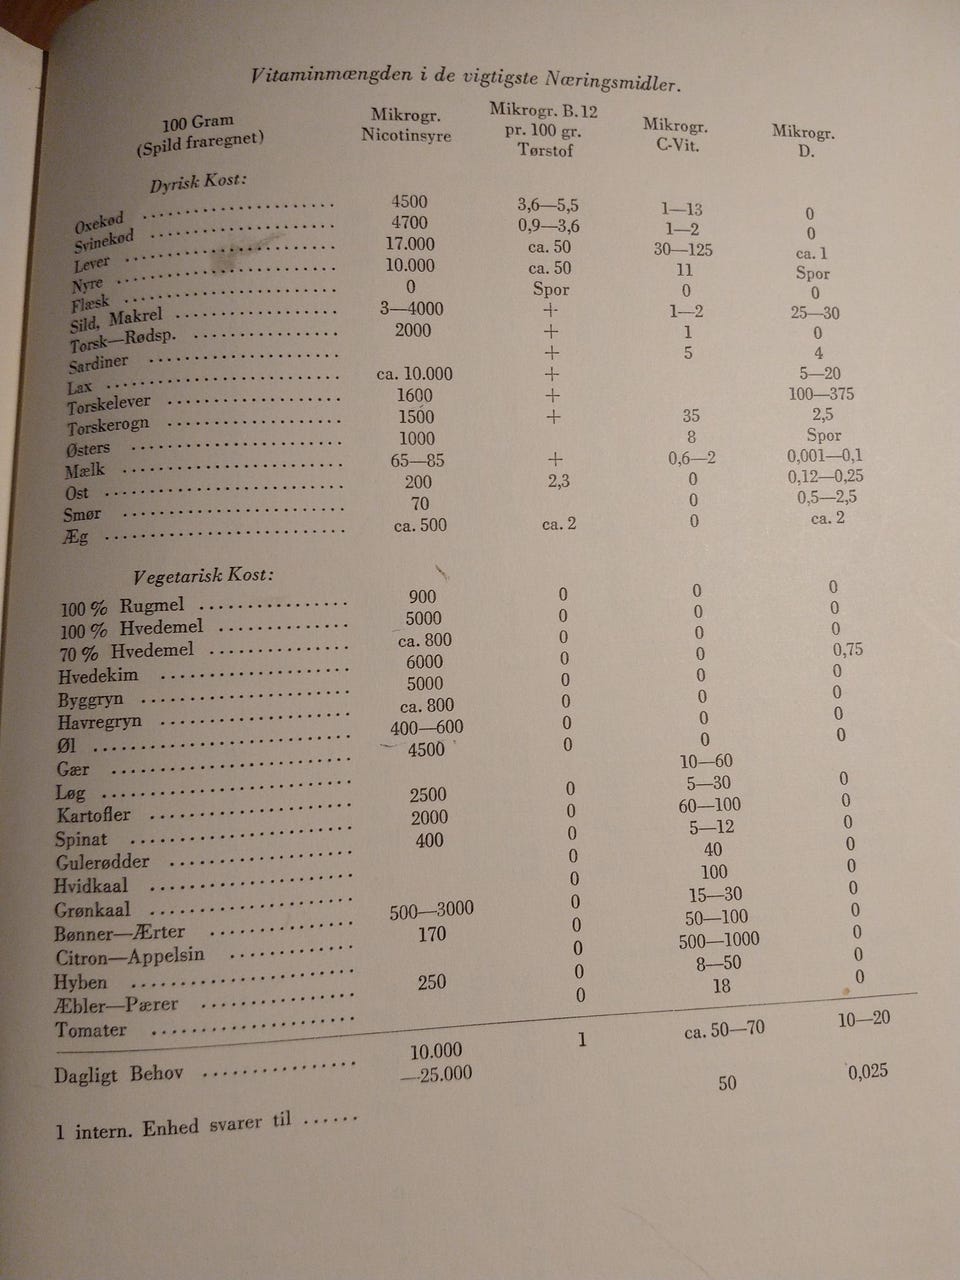 Vitaminmængden i de vigtigste Næringsmidler.
100 Gram (Spild fraregnet) Mikrogr. Nicotinsyre Mikrogr. B.12 pr. 100 gr. Tørstof Mikrogr. C-Vit. Mikrogr. D.
Dyrisk Kost:
Oxekød 4500 3,6—5,5 1—13 0
Svinekød 4700 0,9—3,6 1—2 0
Lever 17.000 ca. 50 30—125 ca. 1
Nyre 10.000 ca. 50 11 Spor
Flæsk 0 Spor 0 0
Sild, Makrel 3—4000 + 1—2 25—30
Torsk—Rødsp. 2000 + 1 0
Sardiner + 5 4
Lax ca. 10.000 + 5—20
Torskelever 1600 + 100—375
Torskerogn 1500 + 35 2,5
Østers 1000 8 Spor
Mælk 65—85 + 0,6—2 0,001—0,1
Ost 200 2,3 0 0,12—0,25
Smør 70 0 0,5—2,5
Æg ca. 500 ca. 2 0 ca. 2
Vegetarisk Kost:
100 % Rugmel 900 0 0 0
100 % Hvedemel 5000 0 0 0
70 % Hvedemel ca. 800 0 0 0
Hvedekim 6000 0 0 0,75
Byggryn 5000 0 0 0
Havregryn ca. 800 0 0 0
Øl 400—600 0 0 0
Gær 4500 0 0 0
Løg 10—60
Kartofler 2500 0 5—30 0
Spinat 2000 0 60—100 0
Gulerødder 400 0 5—12 0
Hvidkaal 0 40 0
Grønkaal 0 100 0
Bønner—Ærter 500—3000 0 15—30 0
Citron—Appelsin 170 0 50—100 0
Hyben 0 500—1000 0
Æbler—Pærer 250 0 8—50 0
Tomater 0 18 0
Dagligt Behov 10.000 —25.000 1 ca. 50—70 10—20
1 intern. Enhed svarer til 50 0,025